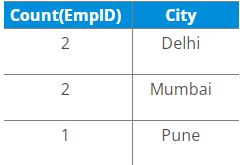 Count(EmpID) City
2 Delhi
2 Mumbai
1 Pune